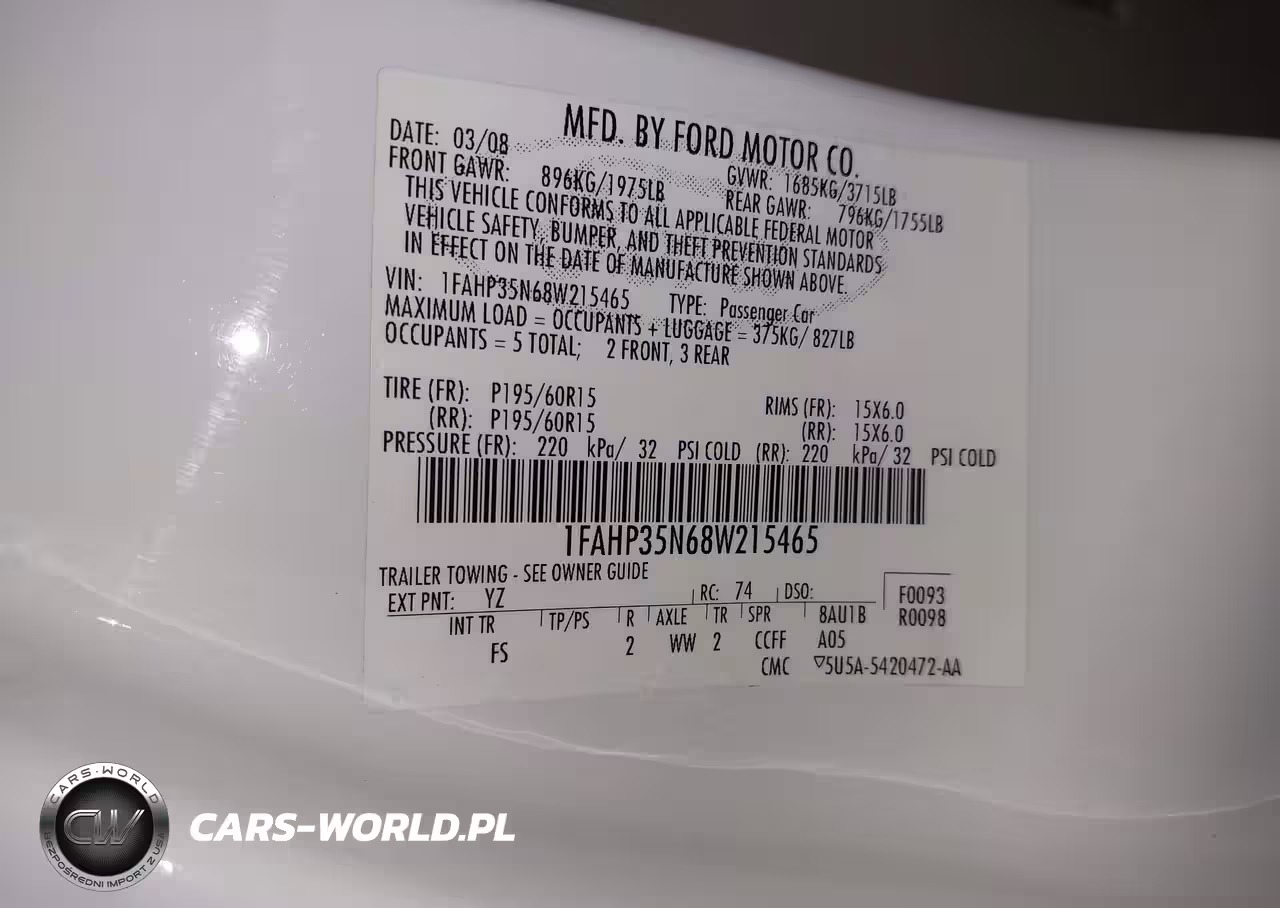 MFD. BY FORD MOTOR CO.
DATE: 03/08 GVWR: 1685KG/3715LB
FRONT GAWR: 896KG/1975LB REAR GAWR: 796KG/1755LB
THIS VEHICLE CONFORMS TO ALL APPLICABLE FEDERAL MOTOR
VEHICLE SAFETY, BUMPER, AND THEFT PREVENTION STANDARDS
IN EFFECT ON THE DATE OF MANUFACTURE SHOWN ABOVE.
VIN: 1FAHP35N68W215465 TYPE: Passenger Car
MAXIMUM LOAD = OCCUPANTS + LUGGAGE = 375KG/ 827LB
OCCUPANTS = 5 TOTAL; 2 FRONT, 3 REAR
TIRE (FR): P195/60R15 RIMS (FR): 15X6.0
(RR): P195/60R15 (RR): 15X6.0
PRESSURE (FR): 220 kPa/ 32 PSI COLD (RR): 220 kPa/ 32 PSI COLD
1FAHP35N68W215465
TRAILER TOWING - SEE OWNER GUIDE
EXT PNT: YZ RC: 74 DSO: F0093
INT TR TP/PS R AXLE TR SPR 8AU1B R0098
FS 2 WW 2 CCFF A05
CMC ▽5U5A-5420472-AA
CARS-WORLD
CW
BEZPOŚREDNI IMPORT Z USA
CARS-WORLD.PL